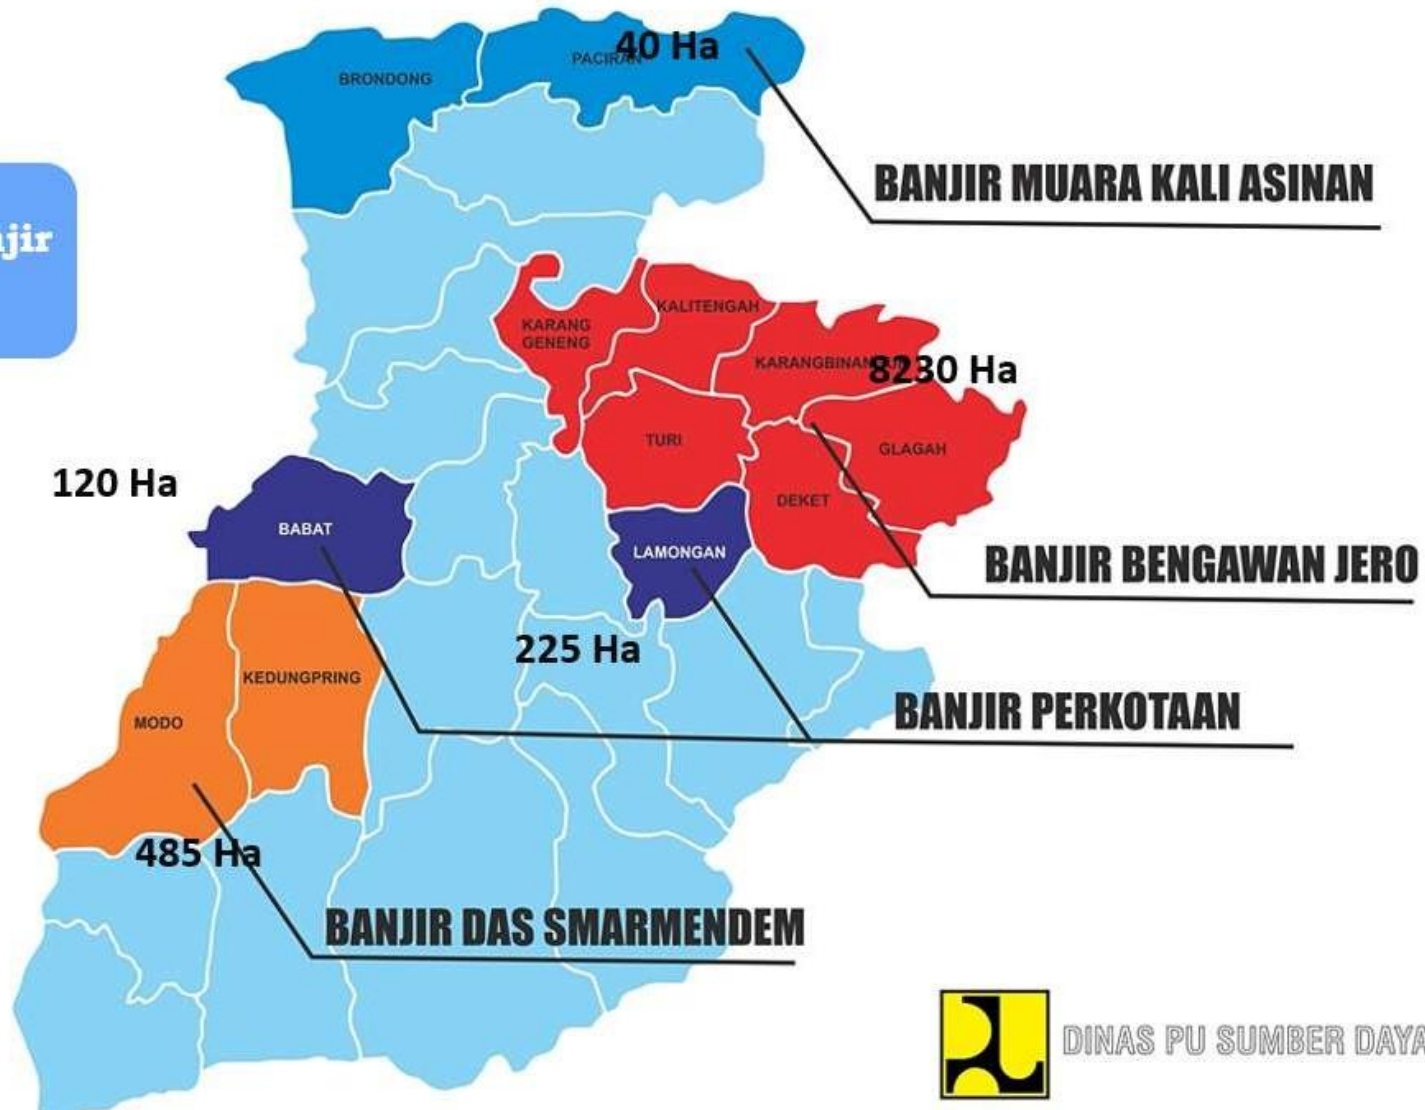 40 Ha
PACIRAN
BRONDONG
BANJIR MUARA KALI ASINAN
njir
KALITENGAH
KARANG
GENENG
KARANGBINANGUN
8230 Ha
TURI
GLAGAH
120 Ha
DEKET
BABAT
LAMONGAN
BANJIR BENGAWAN JERO
225 Ha
KEDUNGPRING
BANJIR PERKOTAAN
MODO
485 Ha
BANJIR DAS SMARMENDEM
DINAS PU SUMBER DAYA